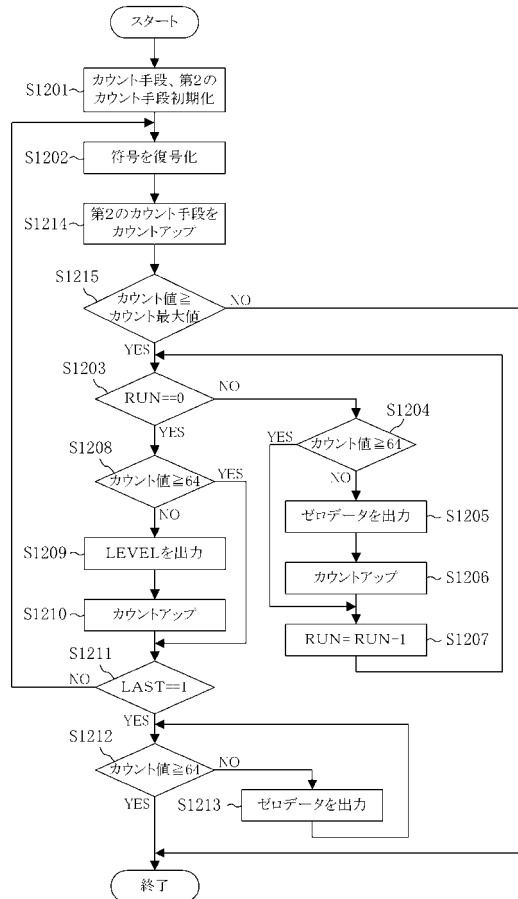 スタート
S1201
カウント手段、第2の
カウント手段初期化
S1202
符号を復号化
S1214
第2のカウント手段を
カウントアップ
S1215
カウント値≧
カウント最大値
NO
YES
S1203
RUN==0
NO
YES
S1204
カウント値≧64
YES
NO
S1208
カウント値≧64
YES
NO
ゼロデータを出力
S1205
S1209
LEVELを出力
カウントアップ
S1206
S1210
カウントアップ
RUN=RUN-1
S1207
S1211
LAST==1
NO
YES
S1212
カウント値≧64
NO
YES
S1213
ゼロデータを出力
終了